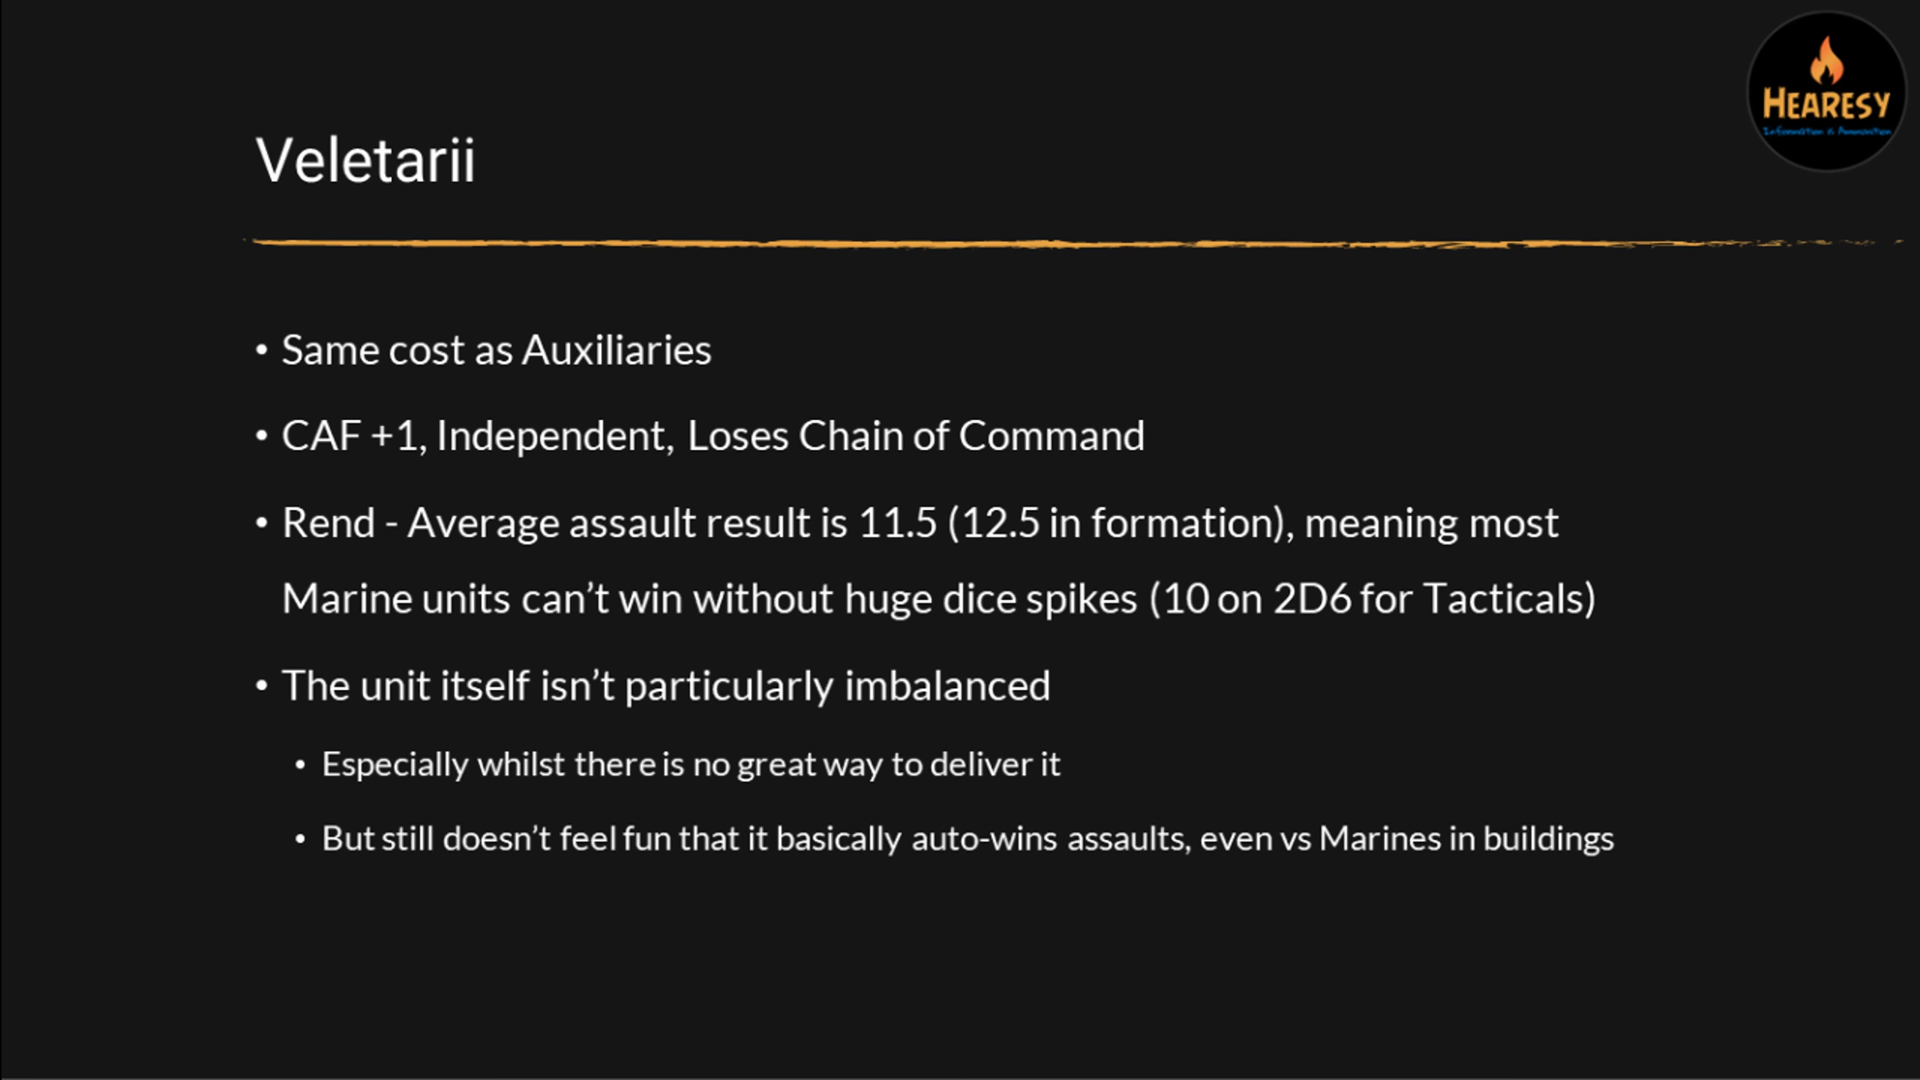 HEARESY
Information & Ammunition
Veletarii
• Same cost as Auxiliaries
• CAF +1, Independent, Loses Chain of Command
• Rend - Average assault result is 11.5 (12.5 in formation), meaning most
Marine units can’t win without huge dice spikes (10 on 2D6 for Tacticals)
• The unit itself isn’t particularly imbalanced
• Especially whilst there is no great way to deliver it
• But still doesn’t feel fun that it basically auto-wins assaults, even vs Marines in buildings